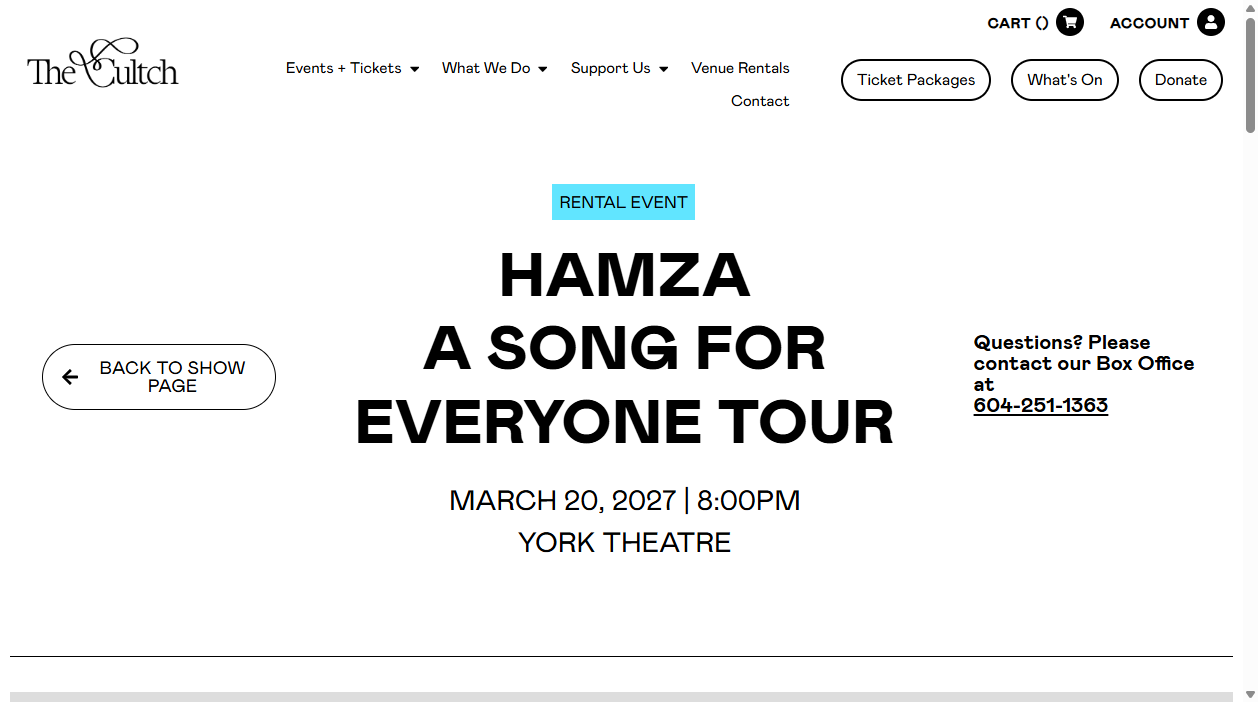 CART ()
ACCOUNT
The Cultch
Events + Tickets
What We Do
Support Us
Venue Rentals
Contact
Ticket Packages
What's On
Donate
RENTAL EVENT
HAMZA
A SONG FOR
EVERYONE TOUR
MARCH 20, 2027 | 8:00PM
YORK THEATRE
BACK TO SHOW
PAGE
Questions? Please
contact our Box Office
at
604-251-1363